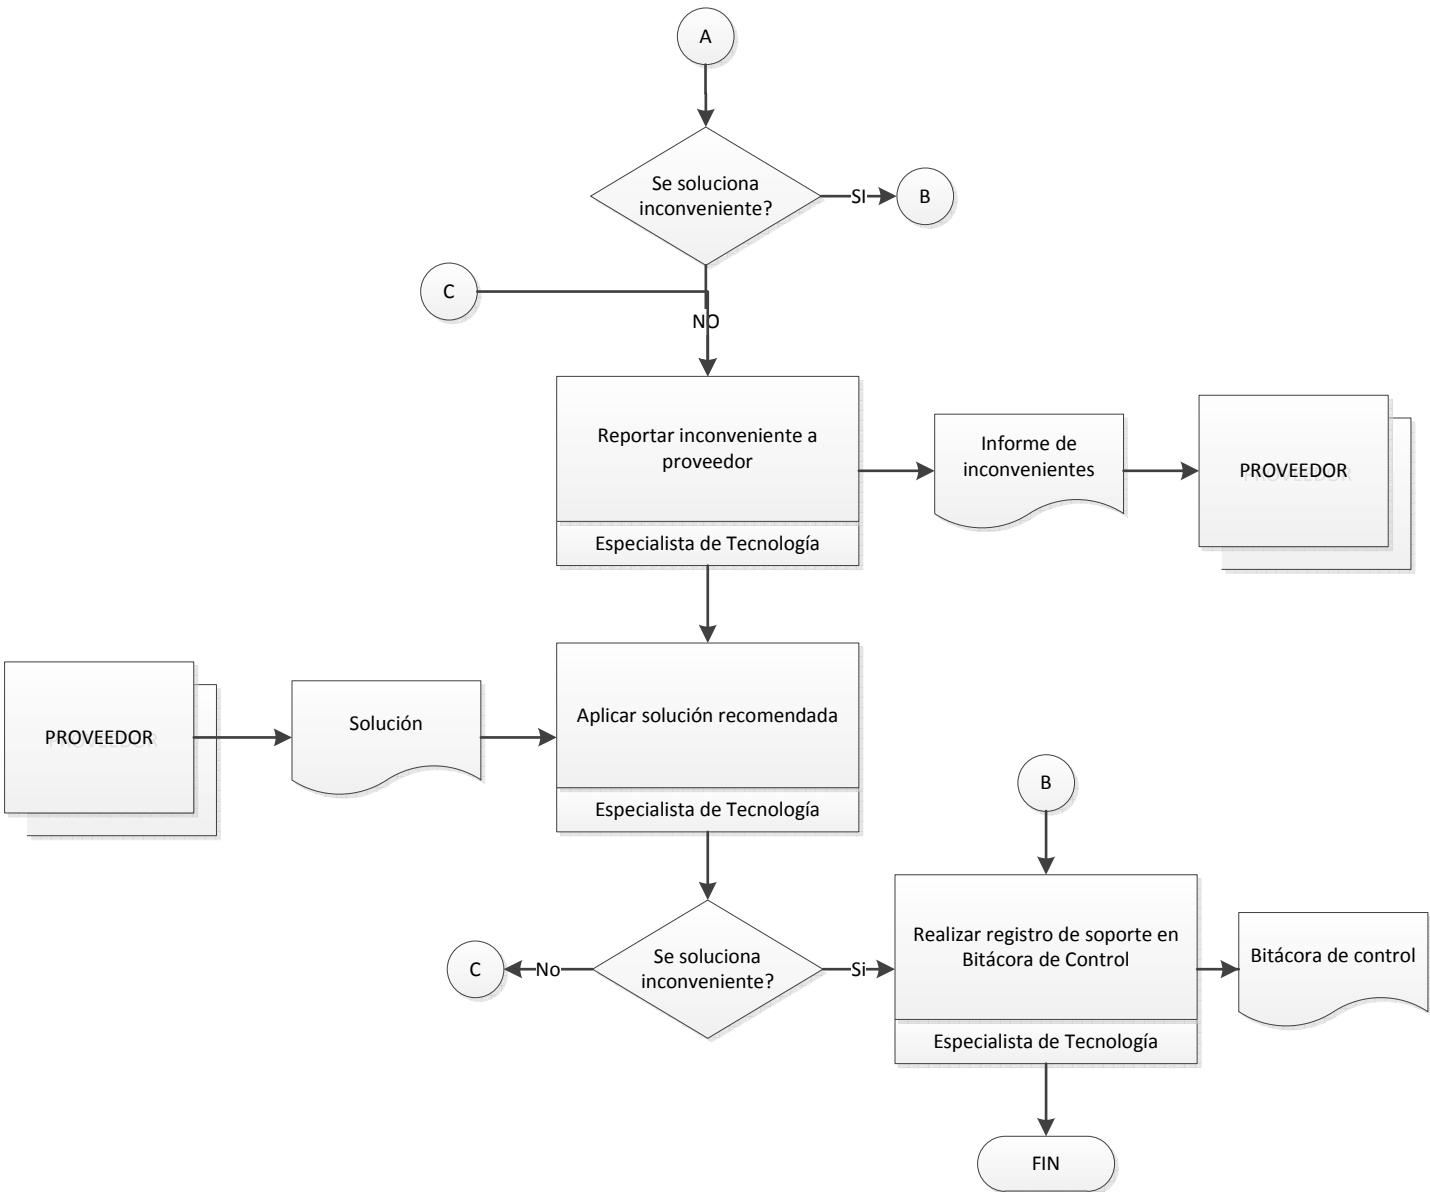 A
Se soluciona
inconveniente?
SI
B
C
NO
Reportar inconveniente a
proveedor
Especialista de Tecnología
Informe de
inconvenientes
PROVEEDOR
PROVEEDOR
Solución
Aplicar solución recomendada
Especialista de Tecnología
B
Se soluciona
inconveniente?
No
C
Si
Realizar registro de soporte en
Bitácora de Control
Especialista de Tecnología
Bitácora de control
FIN